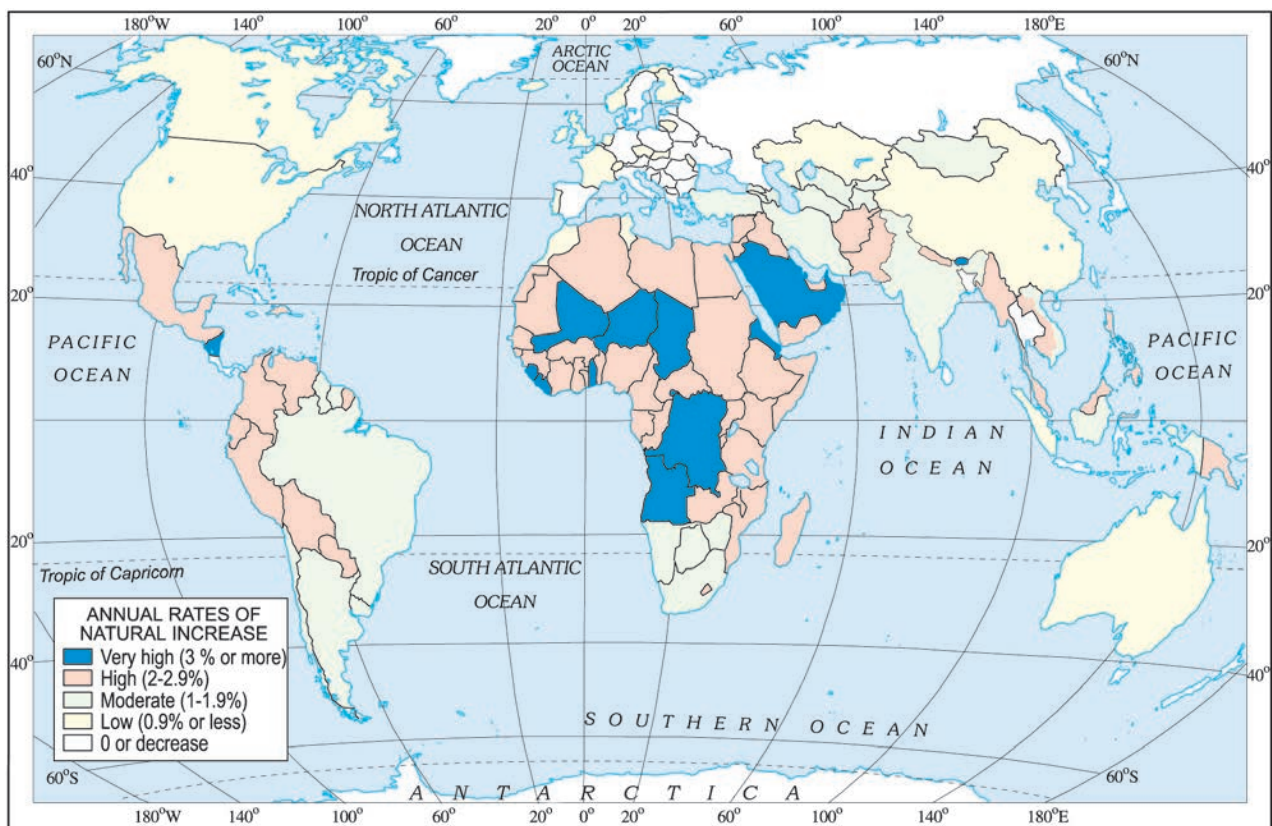 180°W 140° 100° 20° 0° 20° 60° 100° 140° 180°E
ARCTIC
OCEAN
60°N
60°N
40°
40°
NORTH ATLANTIC
OCEAN
Tropic of Cancer
20°
20°
PACIFIC
OCEAN
PACIFIC
OCEAN
0°
0°
INDIAN
OCEAN
20°
20°
Tropic of Capricorn
SOUTH ATLANTIC
OCEAN
ANNUAL RATES OF
NATURAL INCREASE
Very high (3 % or more)
High (2-2.9%)
Moderate (1-1.9%)
Low (0.9% or less)
0 or decrease
40°
40°
SOUTHERN OCEAN
60°S
60°S
ANTARCTICA
180°W 140° 100° 60° 20° 0° 20° 60° 100° 140° 180°E